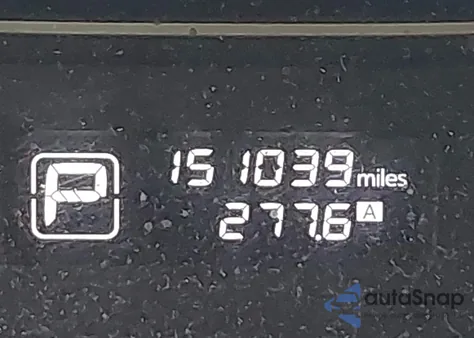 P
151039 miles
277.6 A
autoSnap